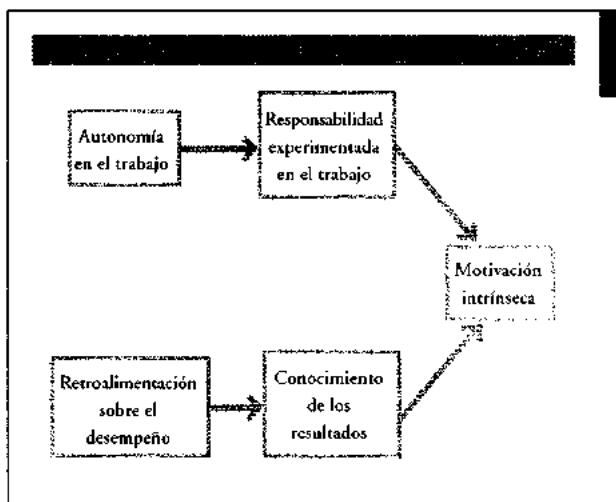 Autonomía
en el trabajo
Responsabilidad
experimentada
en el trabajo
Motivación
intrínseca
Retroalimentación
sobre el
desempeño
Conocimiento
de los
resultados